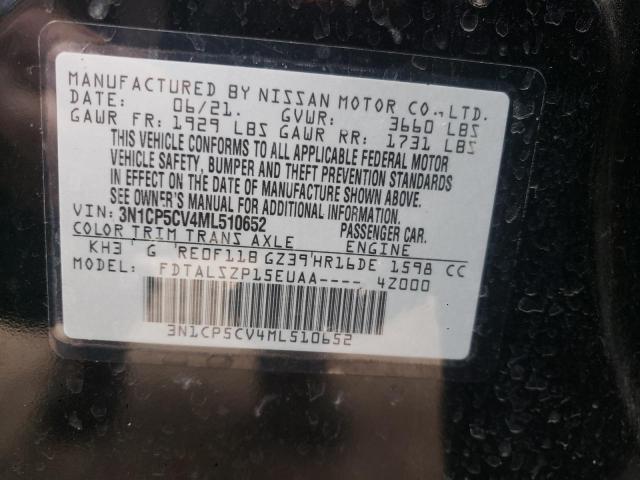 MANUFACTURED BY NISSAN MOTOR CO.,LTD.
DATE: 06/21. GVWR: 3660 LBS
GAWR FR: 1929 LBS GAWR RR: 1731 LBS
THIS VEHICLE CONFORMS TO ALL APPLICABLE FEDERAL MOTOR
VEHICLE SAFETY, BUMPER AND THEFT PREVENTION STANDARDS
IN EFFECT ON THE DATE OF MANUFACTURE SHOWN ABOVE.
SEE OWNER'S MANUAL FOR ADDITIONAL INFORMATION.
VIN: 3N1CP5CV4ML510652 PASSENGER CAR.
COLOR TRIM TRANS AXLE ENGINE
KH3 G RE0F11B GZ39 HR16DE 1598 CC
MODEL: FDTALSZP15EUAA---- 4Z000
3N1CP5CV4ML510652